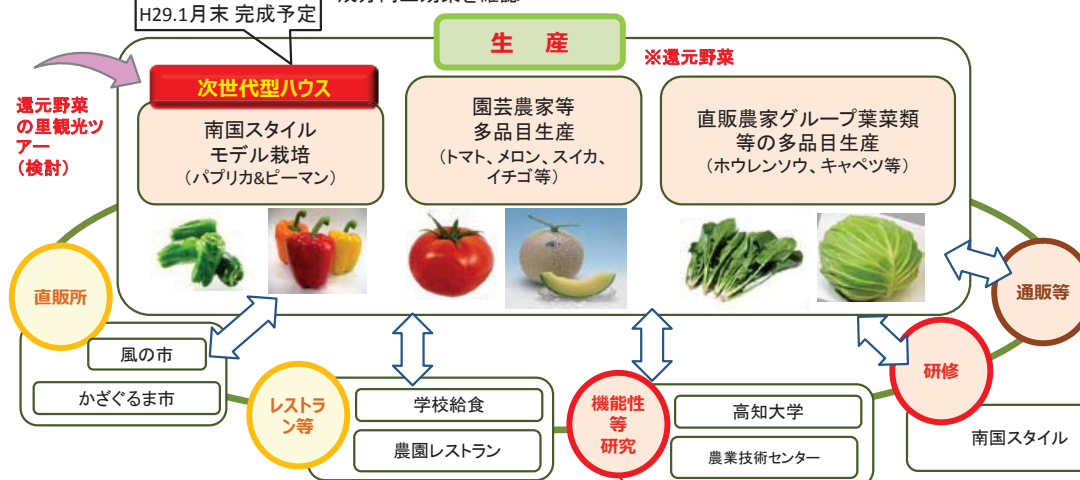 H29.1月末 完成予定
生 産
※還元野菜
還元野菜
の里観光ツ
アー
（検討）
次世代型ハウス
南国スタイル
モデル栽培
（パプリカ&ピーマン）
園芸農家等
多品目生産
（トマト、メロン、スイカ、
イチゴ等）
直販農家グループ葉菜類
等の多品目生産
（ホウレンソウ、キャベツ等）
直販所
風の市
かざぐるま市
レストラ
ン等
学校給食
農園レストラン
機能性
等
研究
高知大学
農業技術センター
研修
南国スタイル
通販等